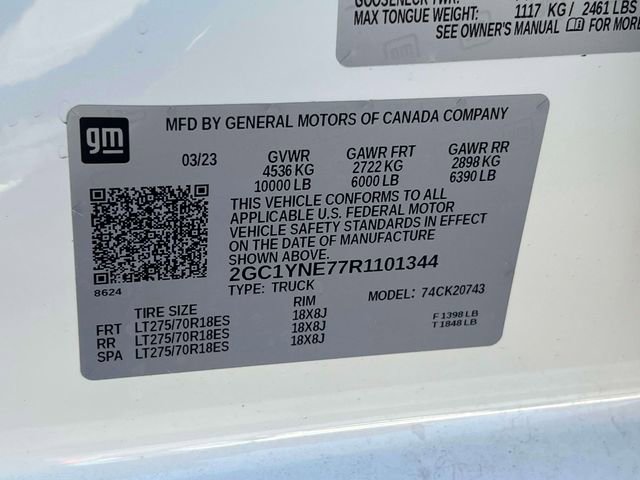 MAX TONGUE WEIGHT: 1117 KG/ 2461 LBS
SEE OWNER'S MANUAL FOR MORE
gm
MFD BY GENERAL MOTORS OF CANADA COMPANY
03/23 GVWR GAWR FRT GAWR RR
4536 KG 2722 KG 2898 KG
10000 LB 6000 LB 6390 LB
THIS VEHICLE CONFORMS TO ALL
APPLICABLE U.S. FEDERAL MOTOR
VEHICLE SAFETY STANDARDS IN EFFECT
ON THE DATE OF MANUFACTURE
SHOWN ABOVE.
2GC1YNE77R1101344
8624
TYPE: TRUCK MODEL: 74CK20743
TIRE SIZE RIM
FRT LT275/70R18ES 18X8J F 1398 LB
RR LT275/70R18ES 18X8J T 1848 LB
SPA LT275/70R18ES 18X8J